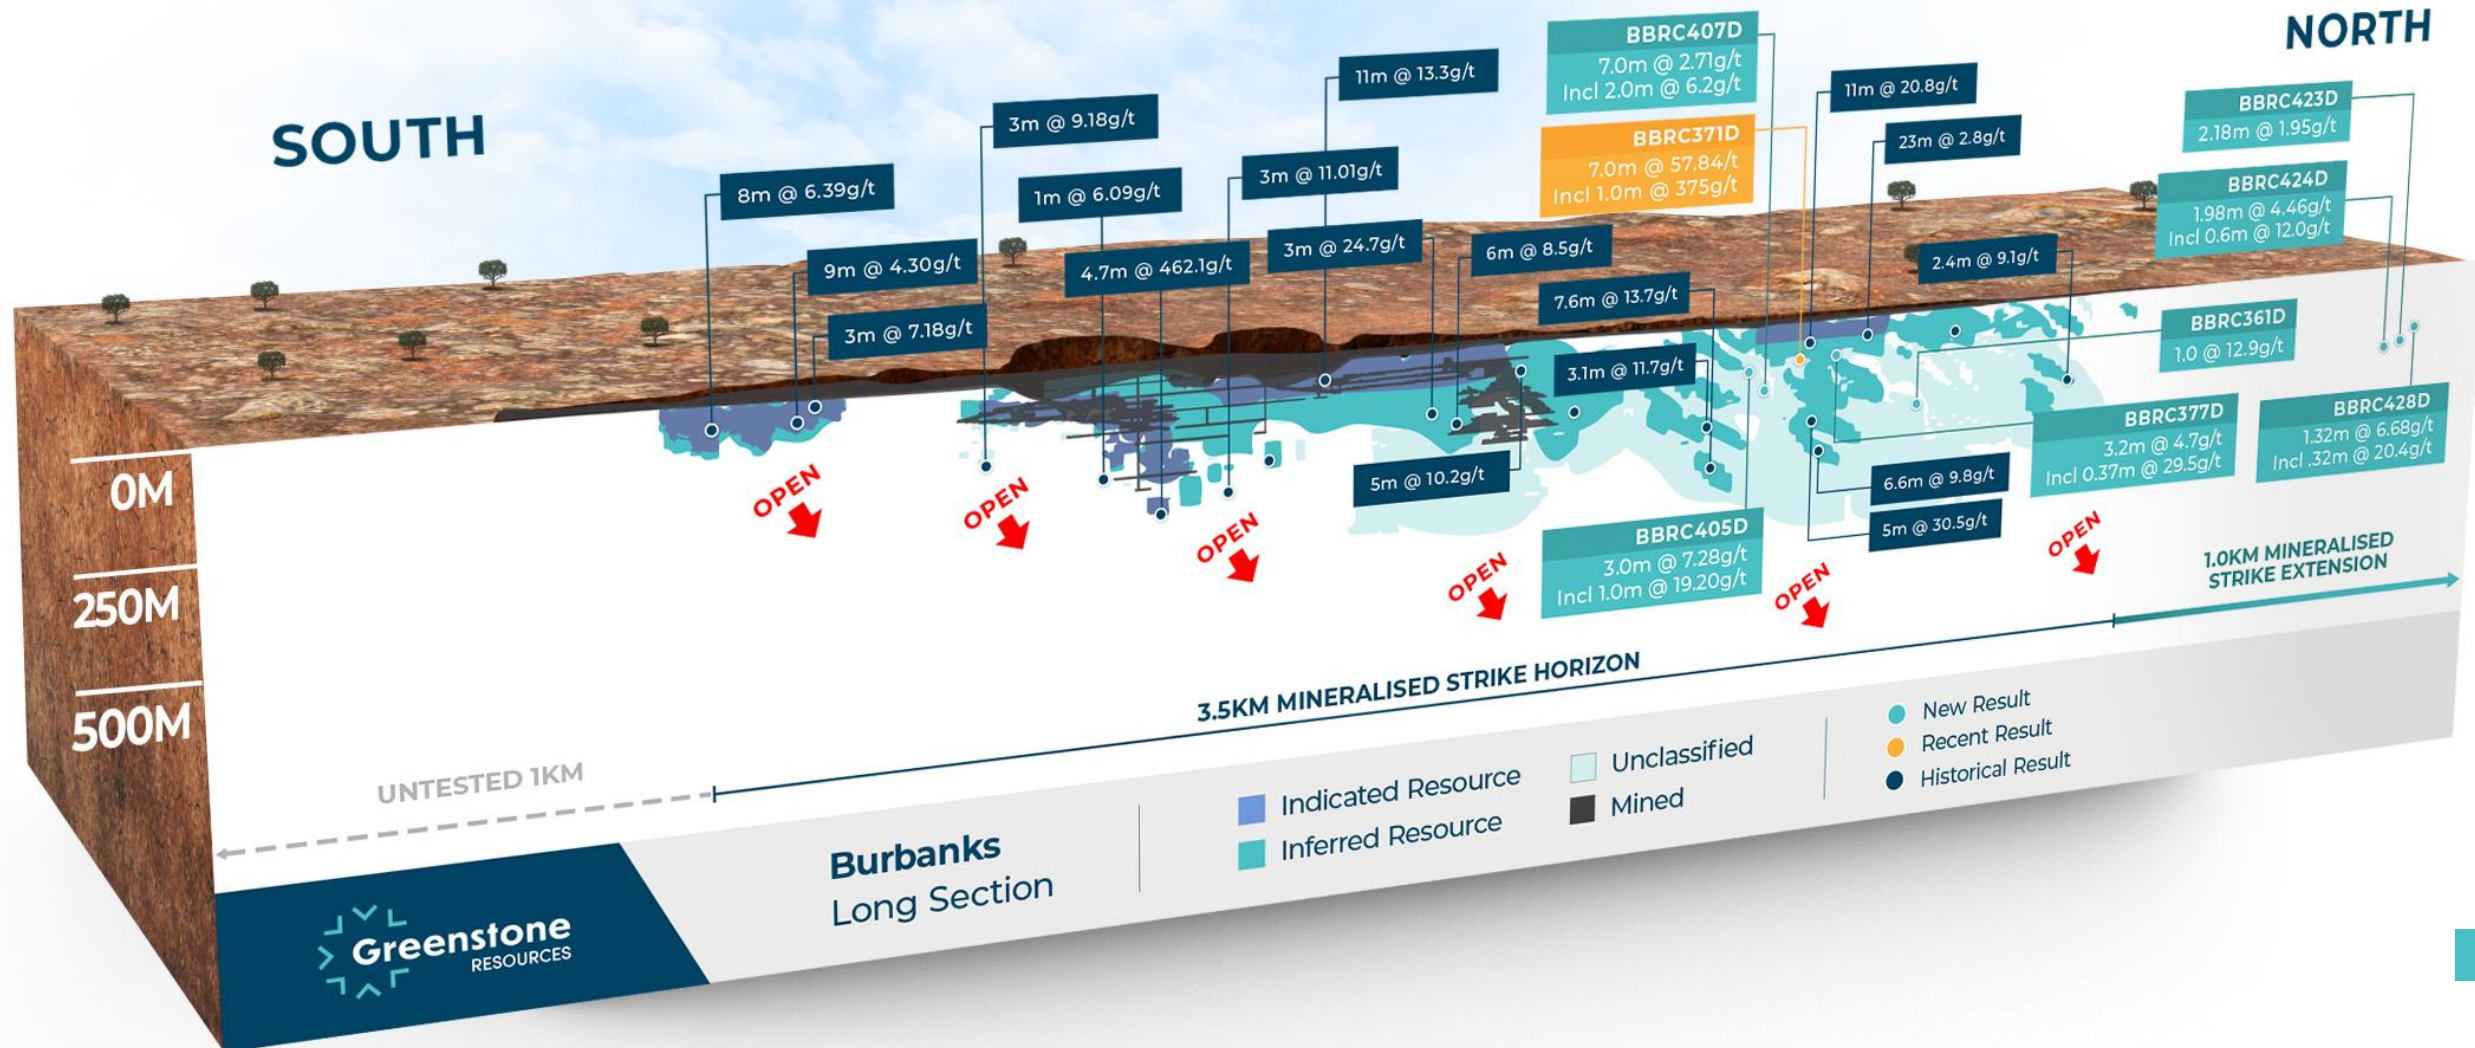 SOUTH
NORTH
8m @ 6.39g/t
9m @ 4.30g/t
3m @ 7.18g/t
3m @ 9.18g/t
1m @ 6.09g/t
4.7m @ 462.1g/t
11m @ 13.3g/t
3m @ 11.01g/t
3m @ 24.7g/t
6m @ 8.5g/t
7.6m @ 13.7g/t
3.1m @ 11.7g/t
5m @ 10.2g/t
BBRC407D
7.0m @ 2.71g/t
Incl 2.0m @ 6.2g/t
BBRC371D
7.0m @ 57.84/t
Incl 1.0m @ 375g/t
11m @ 20.8g/t
23m @ 2.8g/t
2.4m @ 9.1g/t
BBRC423D
2.18m @ 1.95g/t
BBRC424D
1.98m @ 4.46g/t
Incl 0.6m @ 12.0g/t
BBRC361D
1.0 @ 12.9g/t
BBRC377D
3.2m @ 4.7g/t
Incl 0.37m @ 29.5g/t
BBRC428D
1.32m @ 6.68g/t
Incl .32m @ 20.4g/t
6.6m @ 9.8g/t
5m @ 30.5g/t
BBRC405D
3.0m @ 7.28g/t
Incl 1.0m @ 19.20g/t
OPEN
OPEN
OPEN
OPEN
OPEN
OPEN
0M
250M
500M
1.0KM MINERALISED
STRIKE EXTENSION
3.5KM MINERALISED STRIKE HORIZON
UNTESTED 1KM
Burbanks
Long Section
Indicated Resource
Inferred Resource
Unclassified
Mined
New Result
Recent Result
Historical Result
Greenstone
RESOURCES